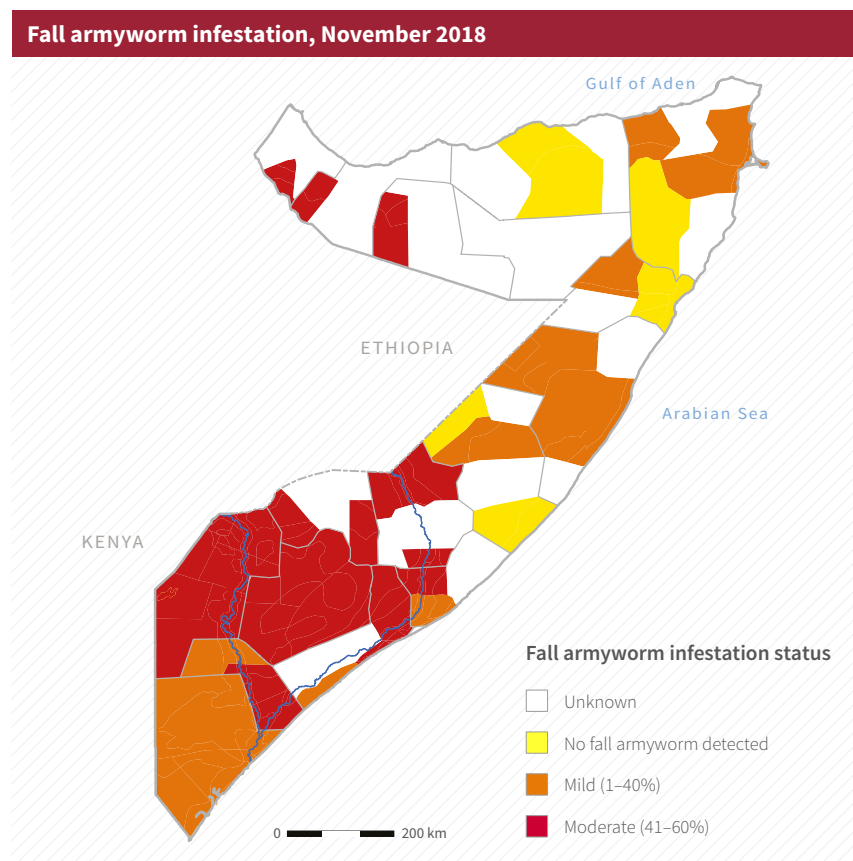 Fall armyworm infestation, November 2018
Gulf of Aden
ETHIOPIA
Arabian Sea
KENYA
Fall armyworm infestation status
Unknown
No fall armyworm detected
Mild (1–40%)
Moderate (41–60%)
0 200 km